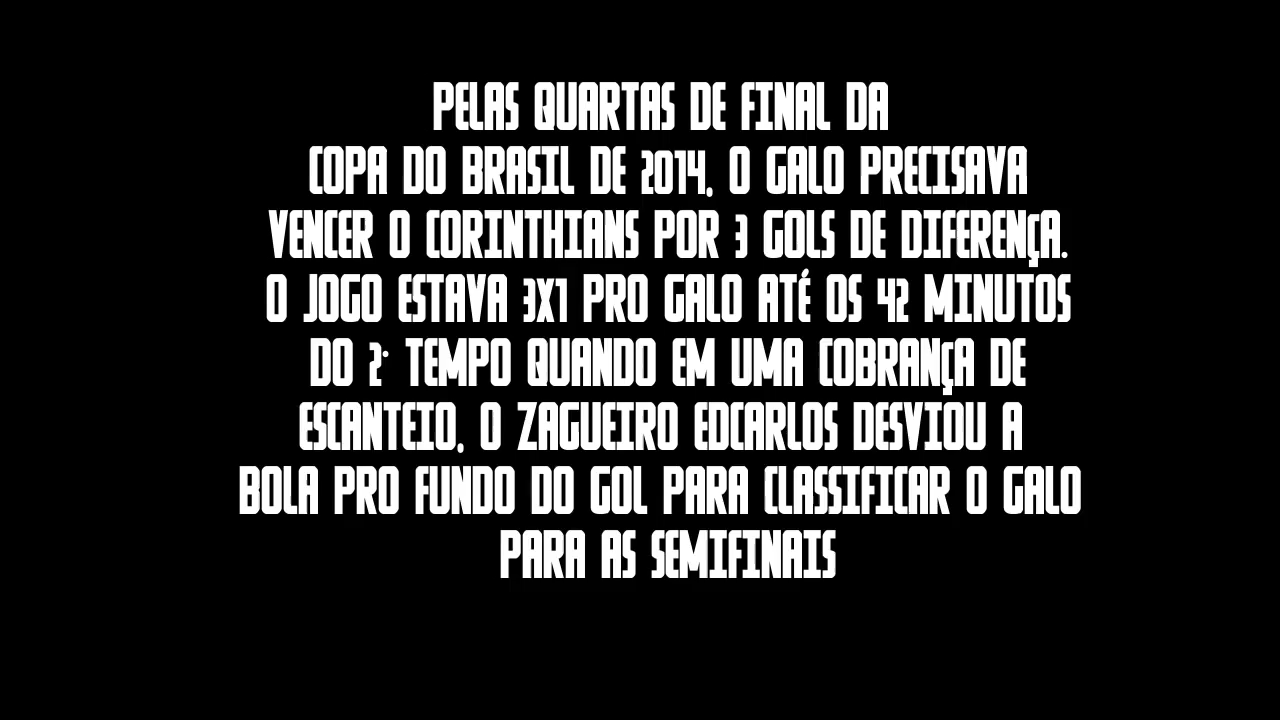 PELAS QUARTAS DE FINAL DA
COPA DO BRASIL DE 2014, O GALO PRECISAVA
VENCER O CORINTHIANS POR 3 GOLS DE DIFERENÇA.
O JOGO ESTAVA 3X1 PRO GALO ATÉ OS 42 MINUTOS
DO 2° TEMPO QUANDO EM UMA COBRANÇA DE
ESCANTEIO, O ZAGUEIRO EDCARLOS DESVIOU A
BOLA PRO FUNDO DO GOL PARA CLASSIFICAR O GALO
PARA AS SEMIFINAIS